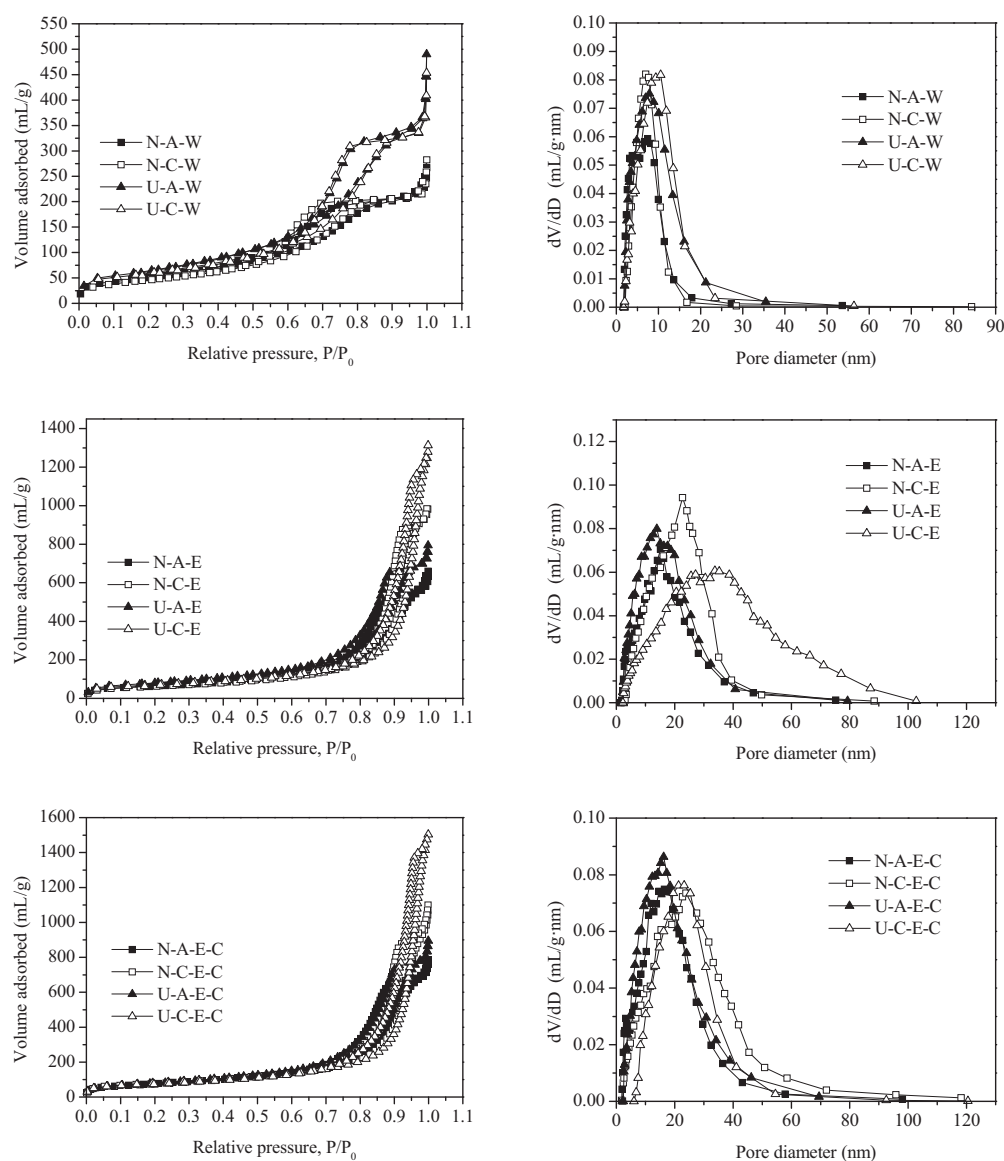 550
500
450
400
350
300
250
200
150
100
50
0
Volume adsorbed (mL/g)
N-A-W
N-C-W
U-A-W
U-C-W
0.0 0.1 0.2 0.3 0.4 0.5 0.6 0.7 0.8 0.9 1.0 1.1
Relative pressure, P/P0
0.10
0.09
0.08
0.07
0.06
0.05
0.04
0.03
0.02
0.01
0.00
dV/dD (mL/g·nm)
N-A-W
N-C-W
U-A-W
U-C-W
0 10 20 30 40 50 60 70 80 90
Pore diameter (nm)
1400
1200
1000
800
600
400
200
0
Volume adsorbed (mL/g)
N-A-E
N-C-E
U-A-E
U-C-E
0.0 0.1 0.2 0.3 0.4 0.5 0.6 0.7 0.8 0.9 1.0 1.1
Relative pressure, P/P0
0.13
0.12
0.10
0.08
0.06
0.04
0.02
0.00
dV/dD (mL/g·nm)
N-A-E
N-C-E
U-A-E
U-C-E
0 20 40 60 80 100 120
Pore diameter (nm)
1600
1400
1200
1000
800
600
400
200
0
Volume adsorbed (mL/g)
N-A-E-C
N-C-E-C
U-A-E-C
U-C-E-C
0.0 0.1 0.2 0.3 0.4 0.5 0.6 0.7 0.8 0.9 1.0 1.1
Relative pressure, P/P0
0.10
0.08
0.06
0.04
0.02
0.00
dV/dD (mL/g·nm)
N-A-E-C
N-C-E-C
U-A-E-C
U-C-E-C
0 20 40 60 80 100 120
Pore diameter (nm)